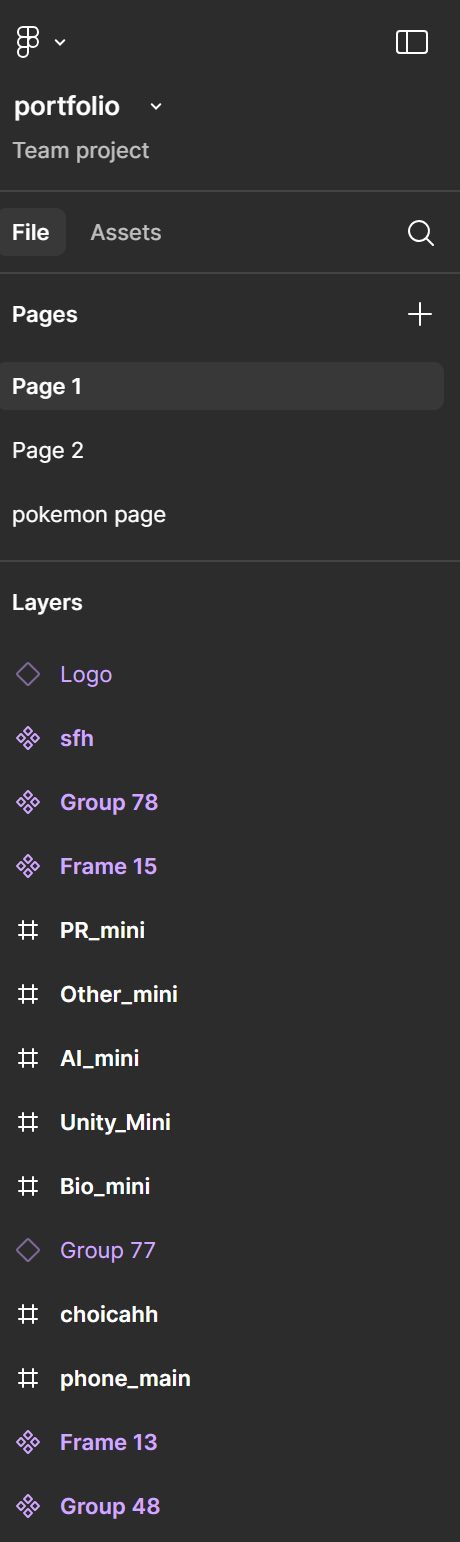 portfolio
Team project
File Assets
Pages
Page 1
Page 2
pokemon page
Layers
Logo
sfh
Group 78
Frame 15
PR_mini
Other_mini
AI_mini
Unity_Mini
Bio_mini
Group 77
choicahh
phone_main
Frame 13
Group 48